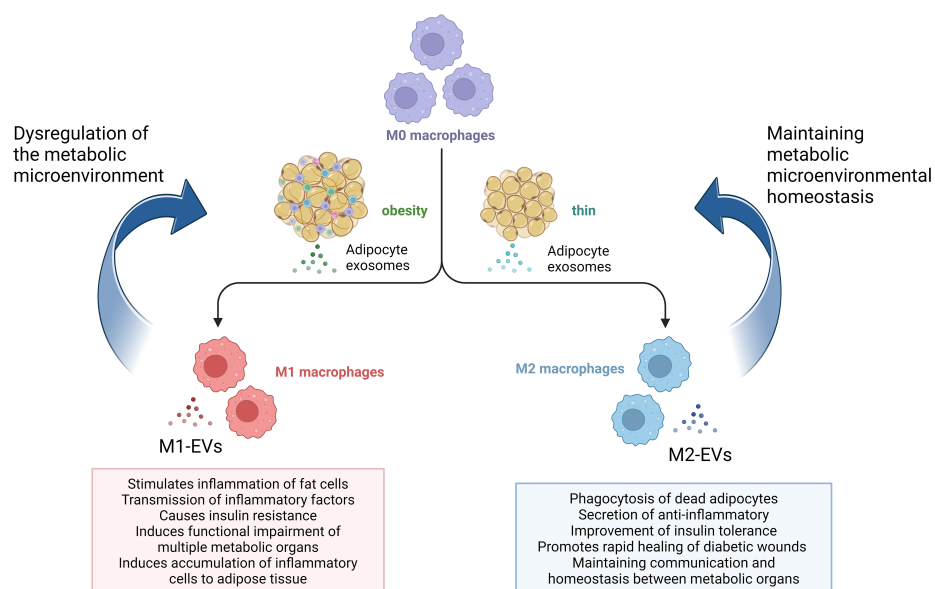 M0 macrophages
Dysregulation of
the metabolic
microenvironment
Maintaining
metabolic
microenvironmental
homeostasis
obesity
thin
Adipocyte
exosomes
Adipocyte
exosomes
M1 macrophages
M2 macrophages
M1-EVs
M2-EVs
Stimulates inflammation of fat cells
Transmission of inflammatory factors
Causes insulin resistance
Induces functional impairment of
multiple metabolic organs
Induces accumulation of inflammatory
cells to adipose tissue
Phagocytosis of dead adipocytes
Secretion of anti-inflammatory
Improvement of insulin tolerance
Promotes rapid healing of diabetic wounds
Maintaining communication and
homeostasis between metabolic organs